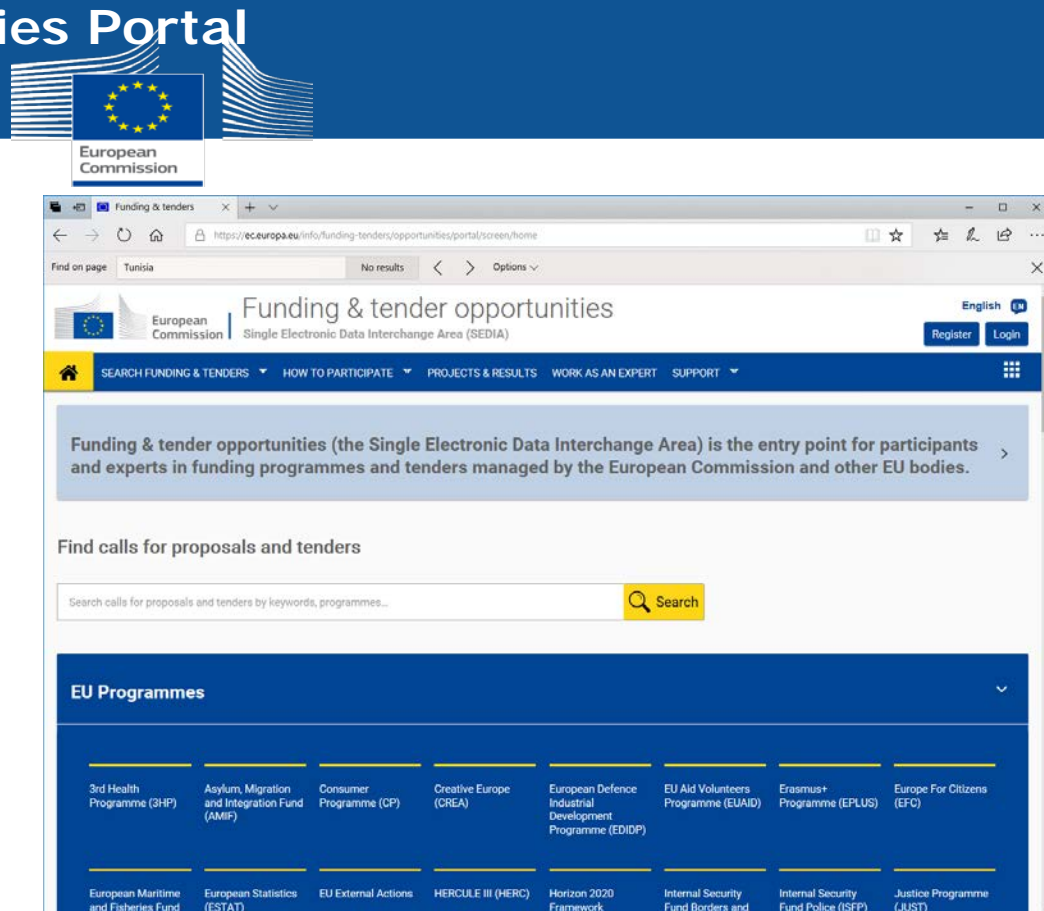 ies Portal
European
Commission
Funding & tenders
https://ec.europa.eu/info/funding-tenders/opportunities/portal/screen/home
Find on page Tunisia No results Options
European
Commission
Funding & tender opportunities
Single Electronic Data Interchange Area (SEDIA)
English EN
Register Login
SEARCH FUNDING & TENDERS HOW TO PARTICIPATE PROJECTS & RESULTS WORK AS AN EXPERT SUPPORT
Funding & tender opportunities (the Single Electronic Data Interchange Area) is the entry point for participants
and experts in funding programmes and tenders managed by the European Commission and other EU bodies.
Find calls for proposals and tenders
Search calls for proposals and tenders by keywords, programmes...
Search
EU Programmes
3rd Health
Programme (3HP)
Asylum, Migration
and Integration Fund
(AMIF)
Consumer
Programme (CP)
Creative Europe
(CREA)
European Defence
Industrial
Development
Programme (EDIDP)
EU Aid Volunteers
Programme (EUAID)
Erasmus+
Programme (EPLUS)
Europe For Citizens
(EFC)
European Maritime
and Fisheries Fund
European Statistics
(ESTAT)
EU External Actions
HERCULE III (HERC)
Horizon 2020
Framework
Internal Security
Fund Borders and
Internal Security
Fund Police (ISFP)
Justice Programme
(JUST)